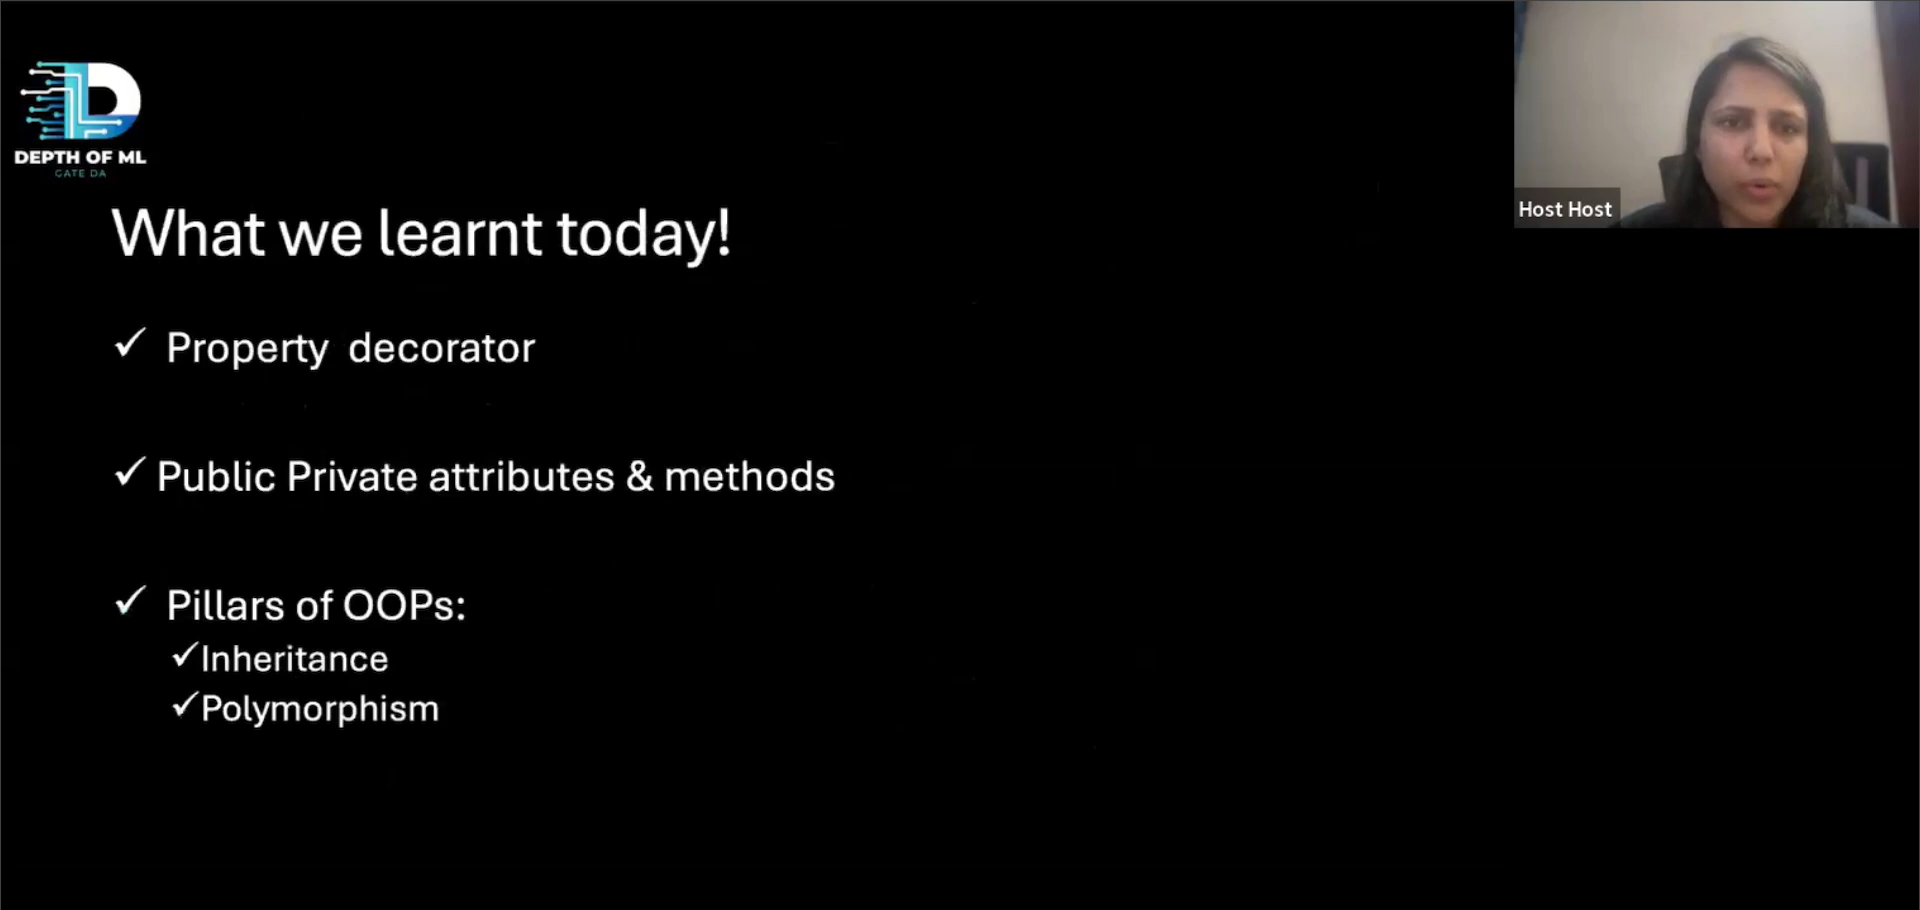 DEPTH OF ML
GATE DA
What we learnt today!
✓ Property decorator
✓ Public Private attributes & methods
✓ Pillars of OOPs:
✓Inheritance
✓Polymorphism
Host Host